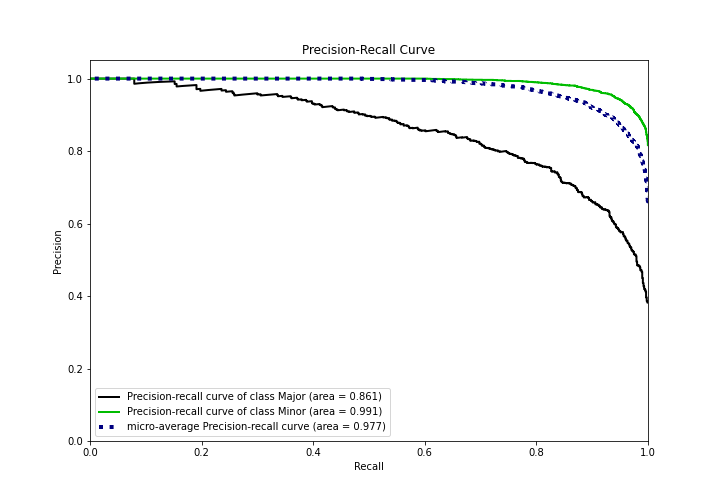 Precision-Recall Curve
1.0
0.8
0.6
0.4
0.2
0.0
Precision
Precision-recall curve of class Major (area = 0.861)
Precision-recall curve of class Minor (area = 0.991)
micro-average Precision-recall curve (area = 0.977)
0.0 0.2 0.4 0.6 0.8 1.0
Recall